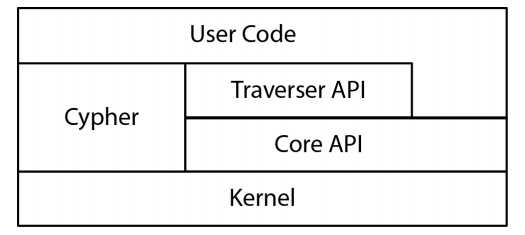 User Code
Traverser API
Cypher
Core API
Kernel